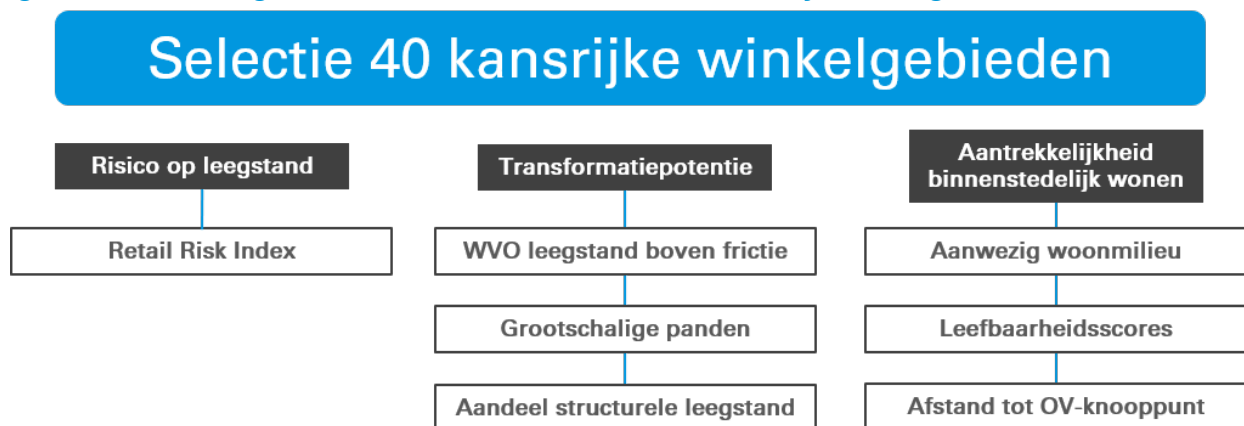 Selectie 40 kansrijke winkelgebieden
Risico op leegstand
Retail Risk Index
Transformatiepotentie
WVO leegstand boven frictie
Grootschalige panden
Aandeel structurele leegstand
Aantrekkelijkheid
binnenstedelijk wonen
Aanwezig woonmilieu
Leefbaarheidsscores
Afstand tot OV-knooppunt